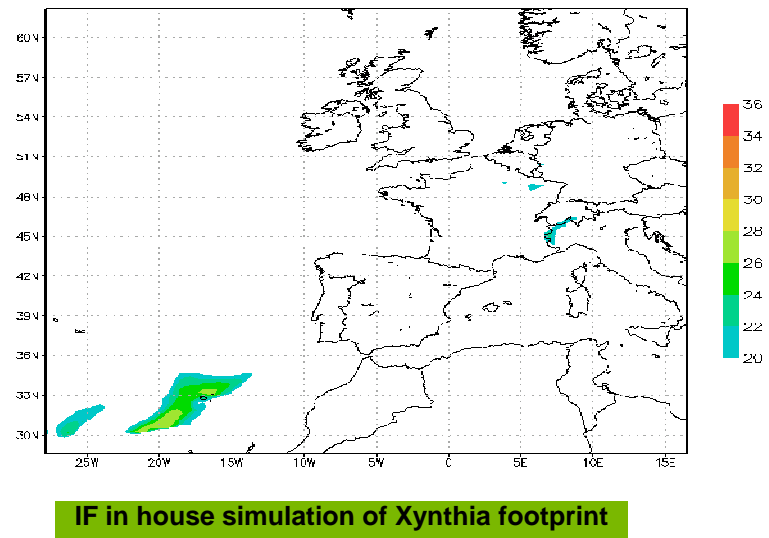 60N
57N
54N
51N
48N
45N
42N
39N
36N
33N
30N
25W 20W 15W 10W 5W 0 5E 10E 15E
36
34
32
30
28
26
24
22
20
IF in house simulation of Xynthia footprint